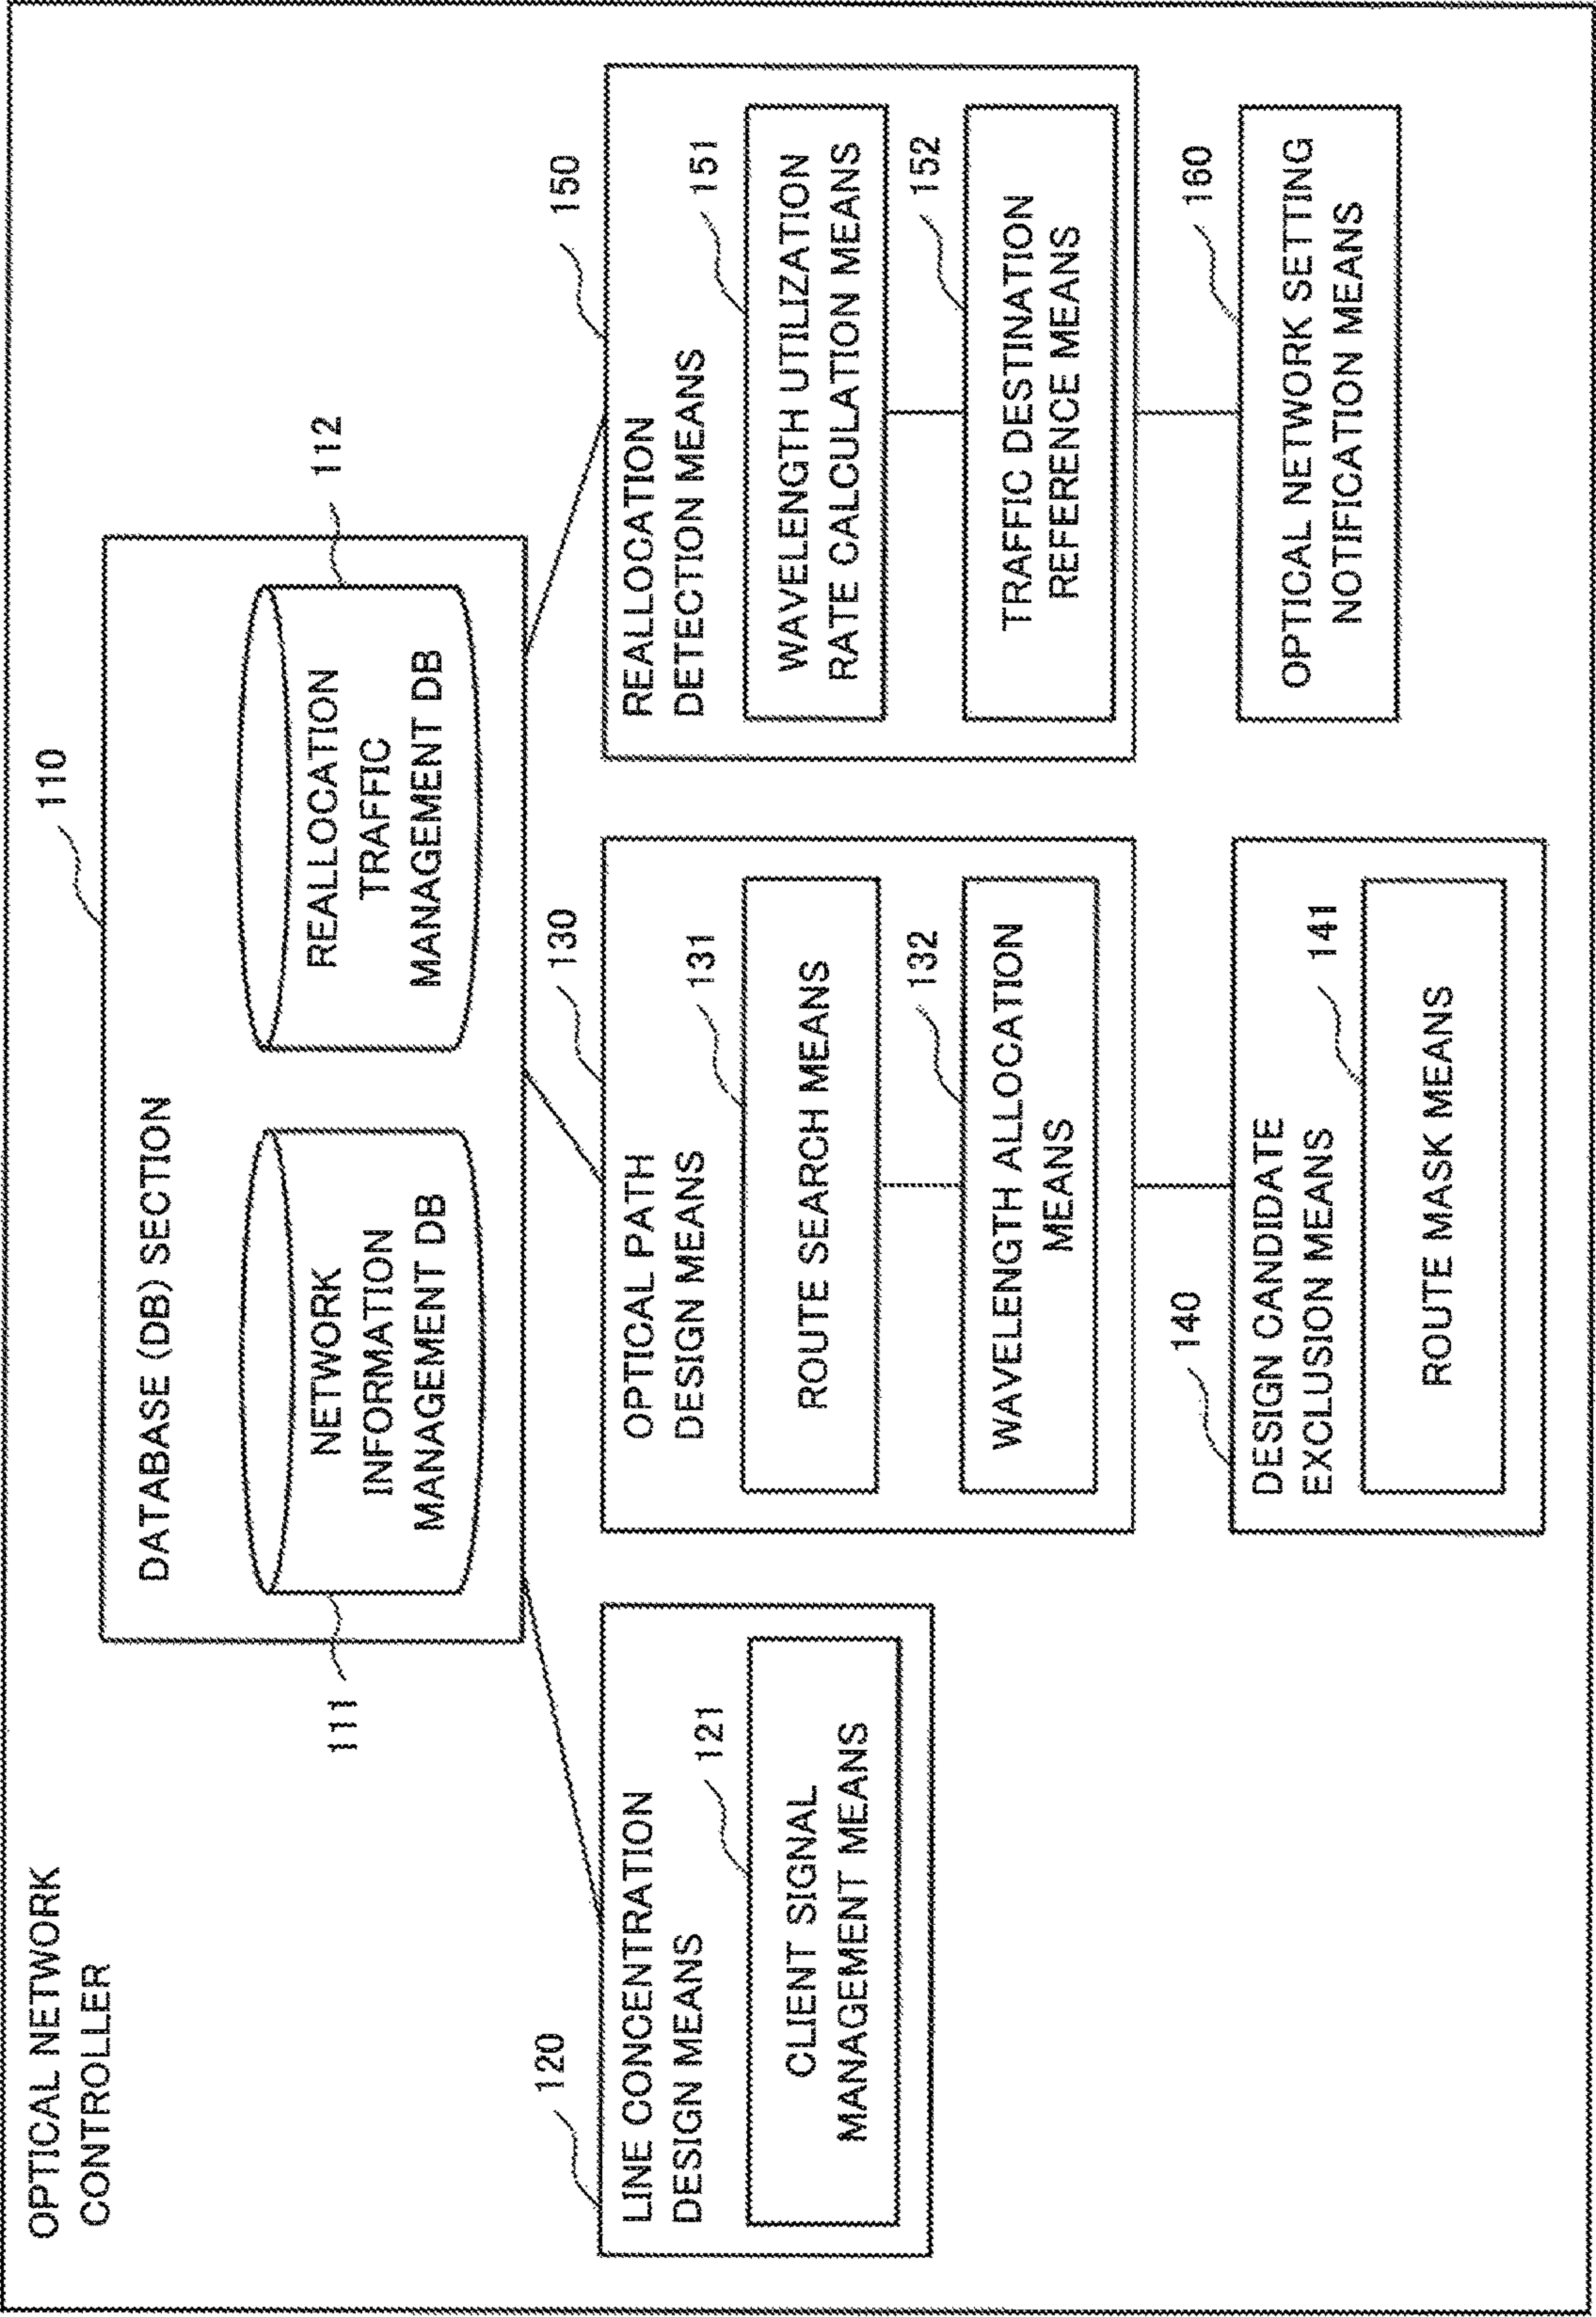 OPTICAL NETWORK
CONTROLLER
110
DATABASE (DB) SECTION
111
NETWORK
INFORMATION
MANAGEMENT DB
112
REALLOCATION
TRAFFIC
MANAGEMENT DB
120
LINE CONCENTRATION
DESIGN MEANS
121
CLIENT SIGNAL
MANAGEMENT MEANS
130
OPTICAL PATH
DESIGN MEANS
131
ROUTE SEARCH MEANS
132
WAVELENGTH ALLOCATION
MEANS
140
DESIGN CANDIDATE
EXCLUSION MEANS
141
ROUTE MASK MEANS
150
REALLOCATION
DETECTION MEANS
151
WAVELENGTH UTILIZATION
RATE CALCULATION MEANS
152
TRAFFIC DESTINATION
REFERENCE MEANS
160
OPTICAL NETWORK SETTING
NOTIFICATION MEANS